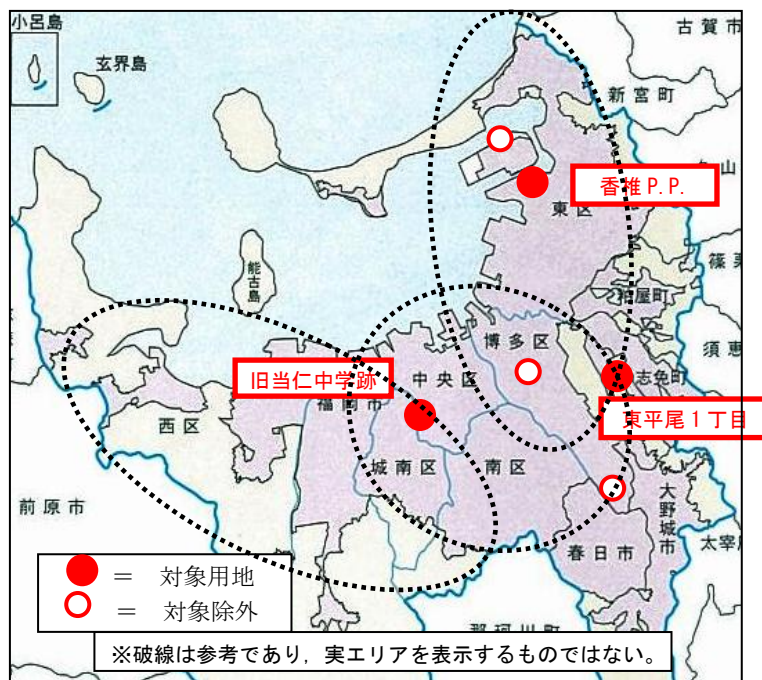 小呂島
玄界島
古賀市
新宮町
香椎P.P.
東区
篠栗
粕屋町
能古島
須恵
博多区
志免町
旧当仁中学跡
中央区
福岡市
東平尾1丁目
西区
城南区
南区
大野城市
前原市
太宰府
春日市
那珂川町
● = 対象用地
○ = 対象除外
※破線は参考であり，実エリアを表示するものではない。